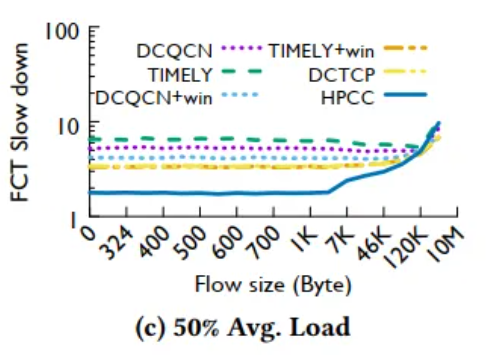 100
10
1
FCT Slow down
DCQCN
TIMELY
DCQCN+win
TIMELY+win
DCTCP
HPCC
0
324
400
500
600
700
1K
7K
46K
120K
10M
Flow size (Byte)
(c) 50% Avg. Load